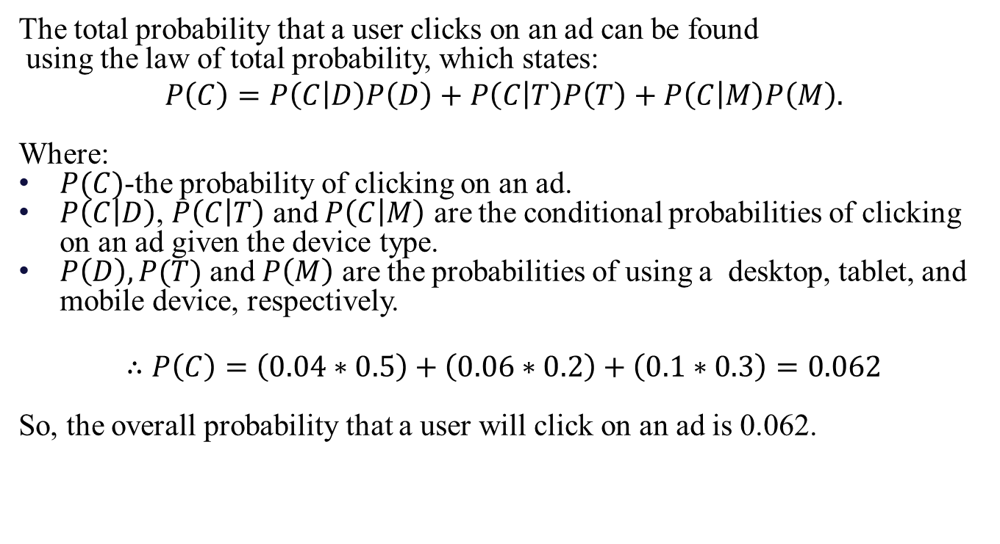 The total probability that a user clicks on an ad can be found
using the law of total probability, which states:
P(C) = P(C|D)P(D) + P(C|T)P(T) + P(C|M)P(M).
Where:
• P(C)-the probability of clicking on an ad.
• P(C|D), P(C|T) and P(C|M) are the conditional probabilities of clicking
on an ad given the device type.
• P(D), P(T) and P(M) are the probabilities of using a desktop, tablet, and
mobile device, respectively.
∴ P(C) = (0.04 ∗ 0.5) + (0.06 ∗ 0.2) + (0.1 ∗ 0.3) = 0.062
So, the overall probability that a user will click on an ad is 0.062.